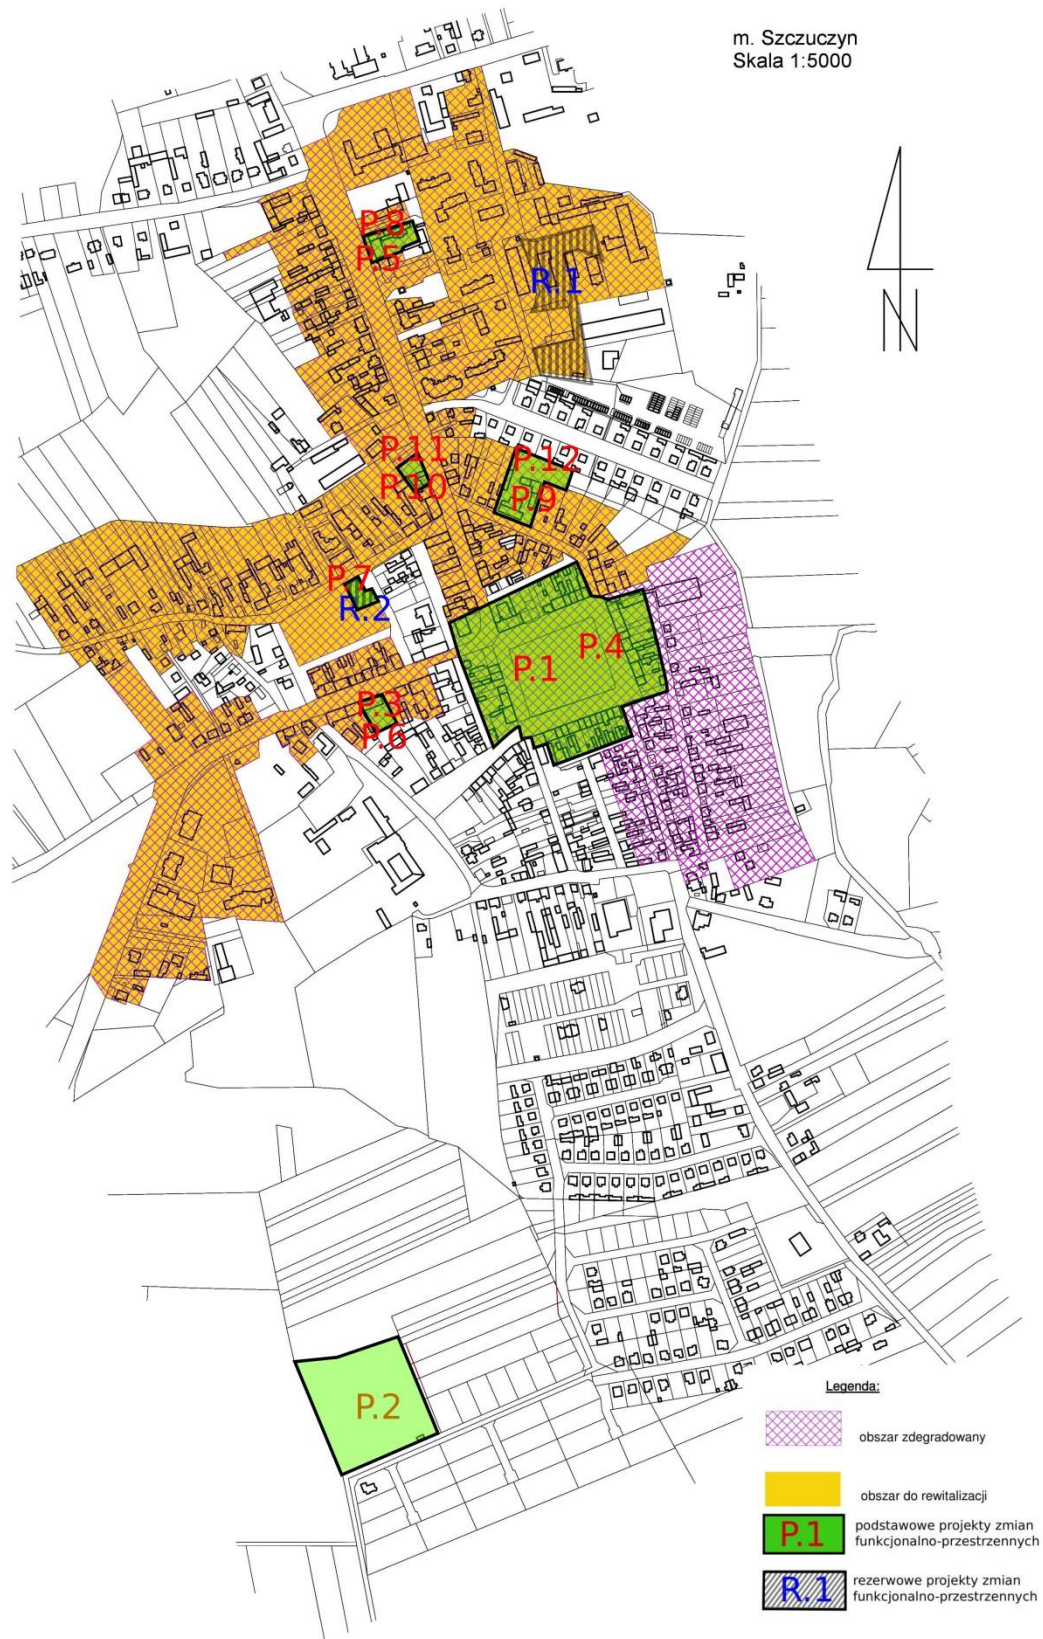 m. Szczuczyn
Skala 1:5000
P.8
P.5
R.1
N
P.11
P.10
P.12
P.9
P.7
R.2
P.4
P.1
P.3
P.6
P.2
Legenda:
obszar zdegradowany
obszar do rewitalizacji
P.1
podstawowe projekty zmian
funkcjonalno-przestrzennych
R.1
rezerwowe projekty zmian
funkcjonalno-przestrzennych